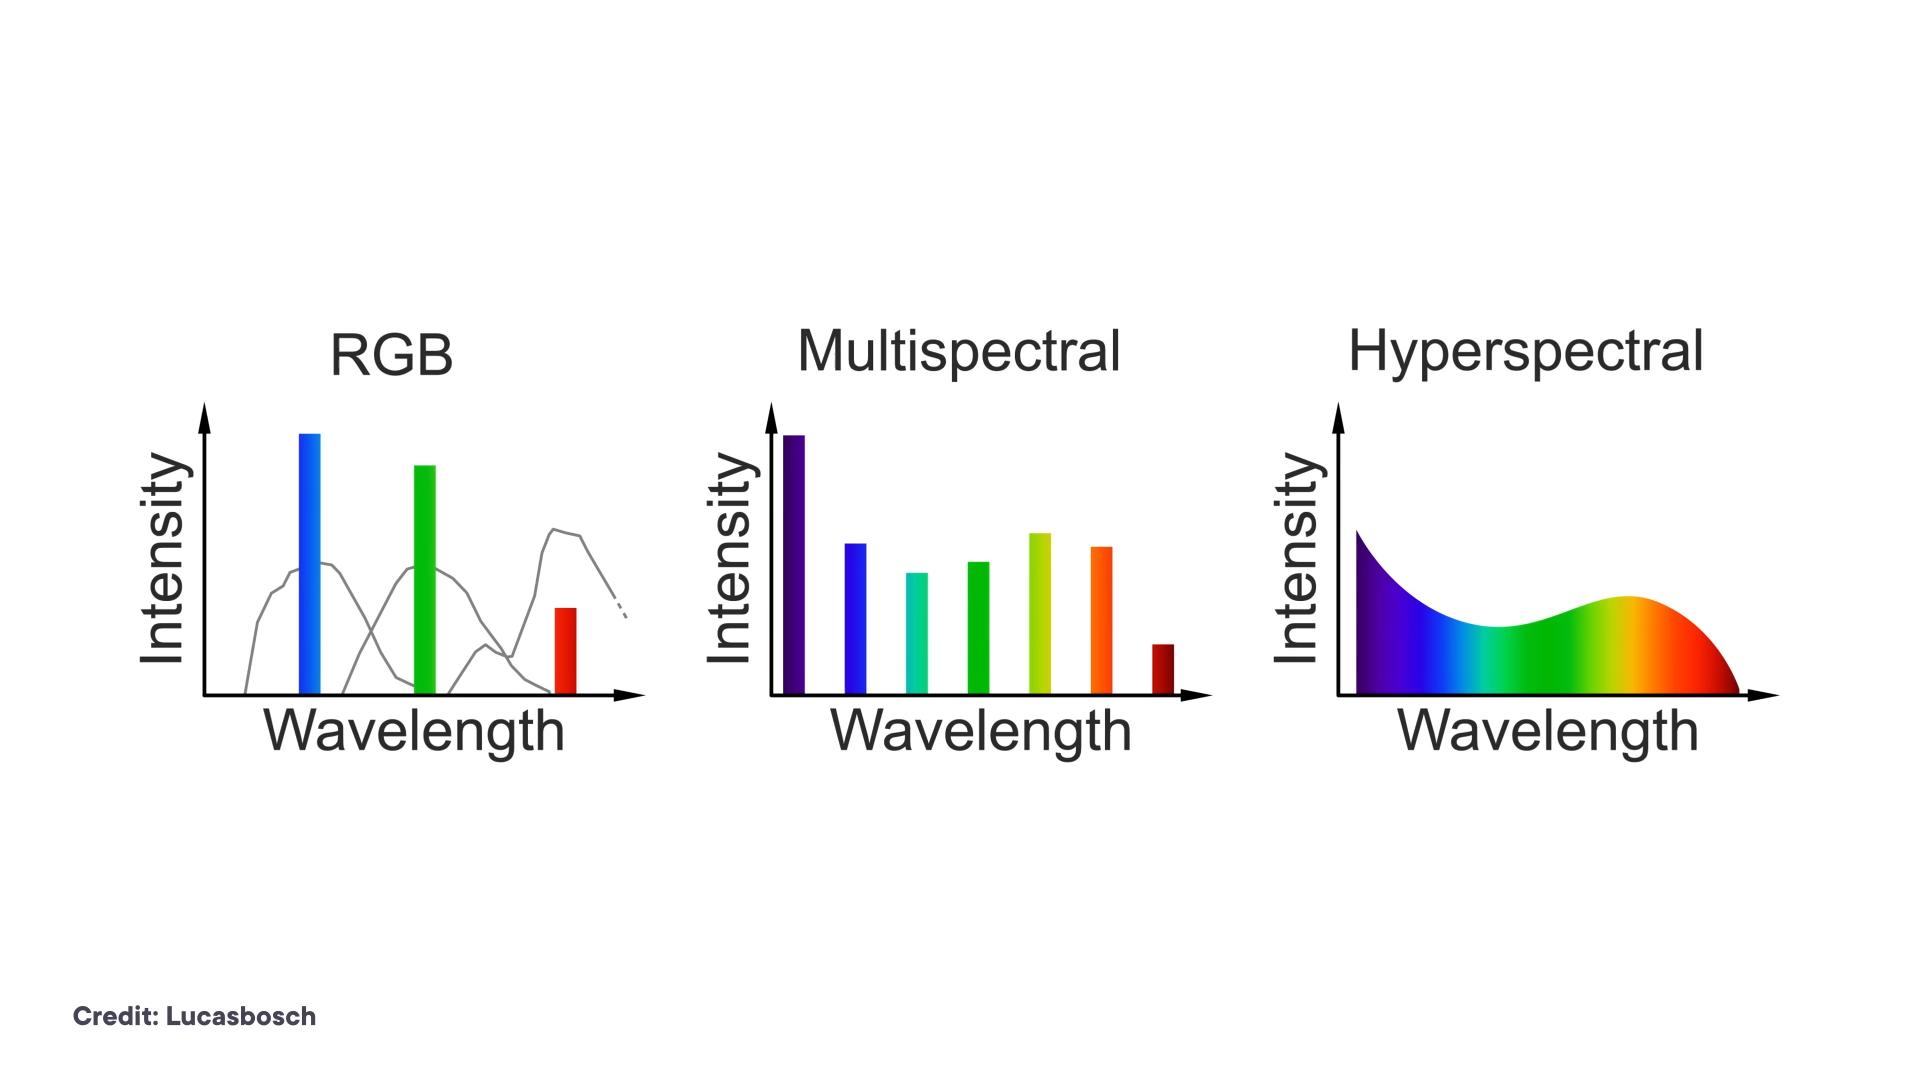 RGB
Multispectral
Hyperspectral
Intensity
Wavelength
Intensity
Wavelength
Intensity
Wavelength
Credit: Lucasbosch